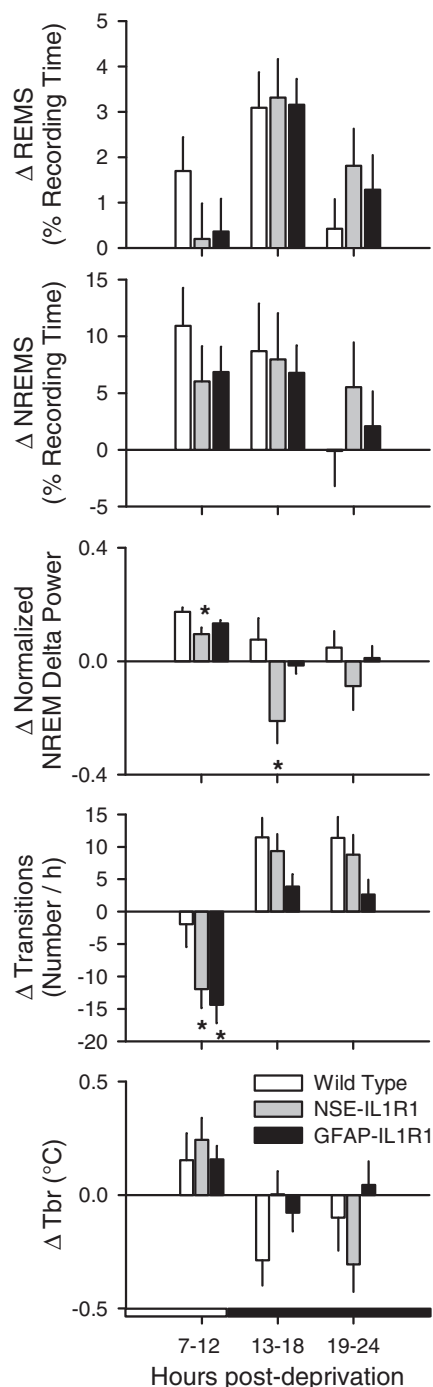 Δ REMS
(% Recording Time)
5
4
3
2
1
0
Δ NREMS
(% Recording Time)
15
10
5
0
-5
Δ Normalized
NREM Delta Power
0.4
0.0
-0.4
*
*
Δ Transitions
(Number / h)
15
10
5
0
-5
-10
-15
-20
*
*
Δ Tbr (°C)
0.5
0.0
-0.5
Wild Type
NSE-IL1R1
GFAP-IL1R1
7-12
13-18
19-24
Hours post-deprivation